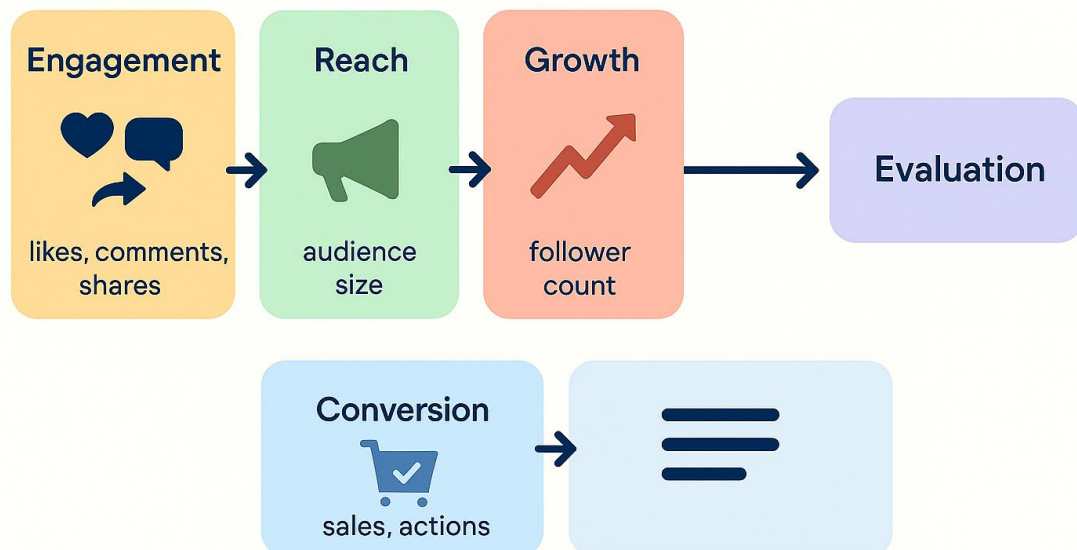 Engagement
likes, comments,
shares
Reach
audience
size
Growth
follower
count
Evaluation
Conversion
sales, actions